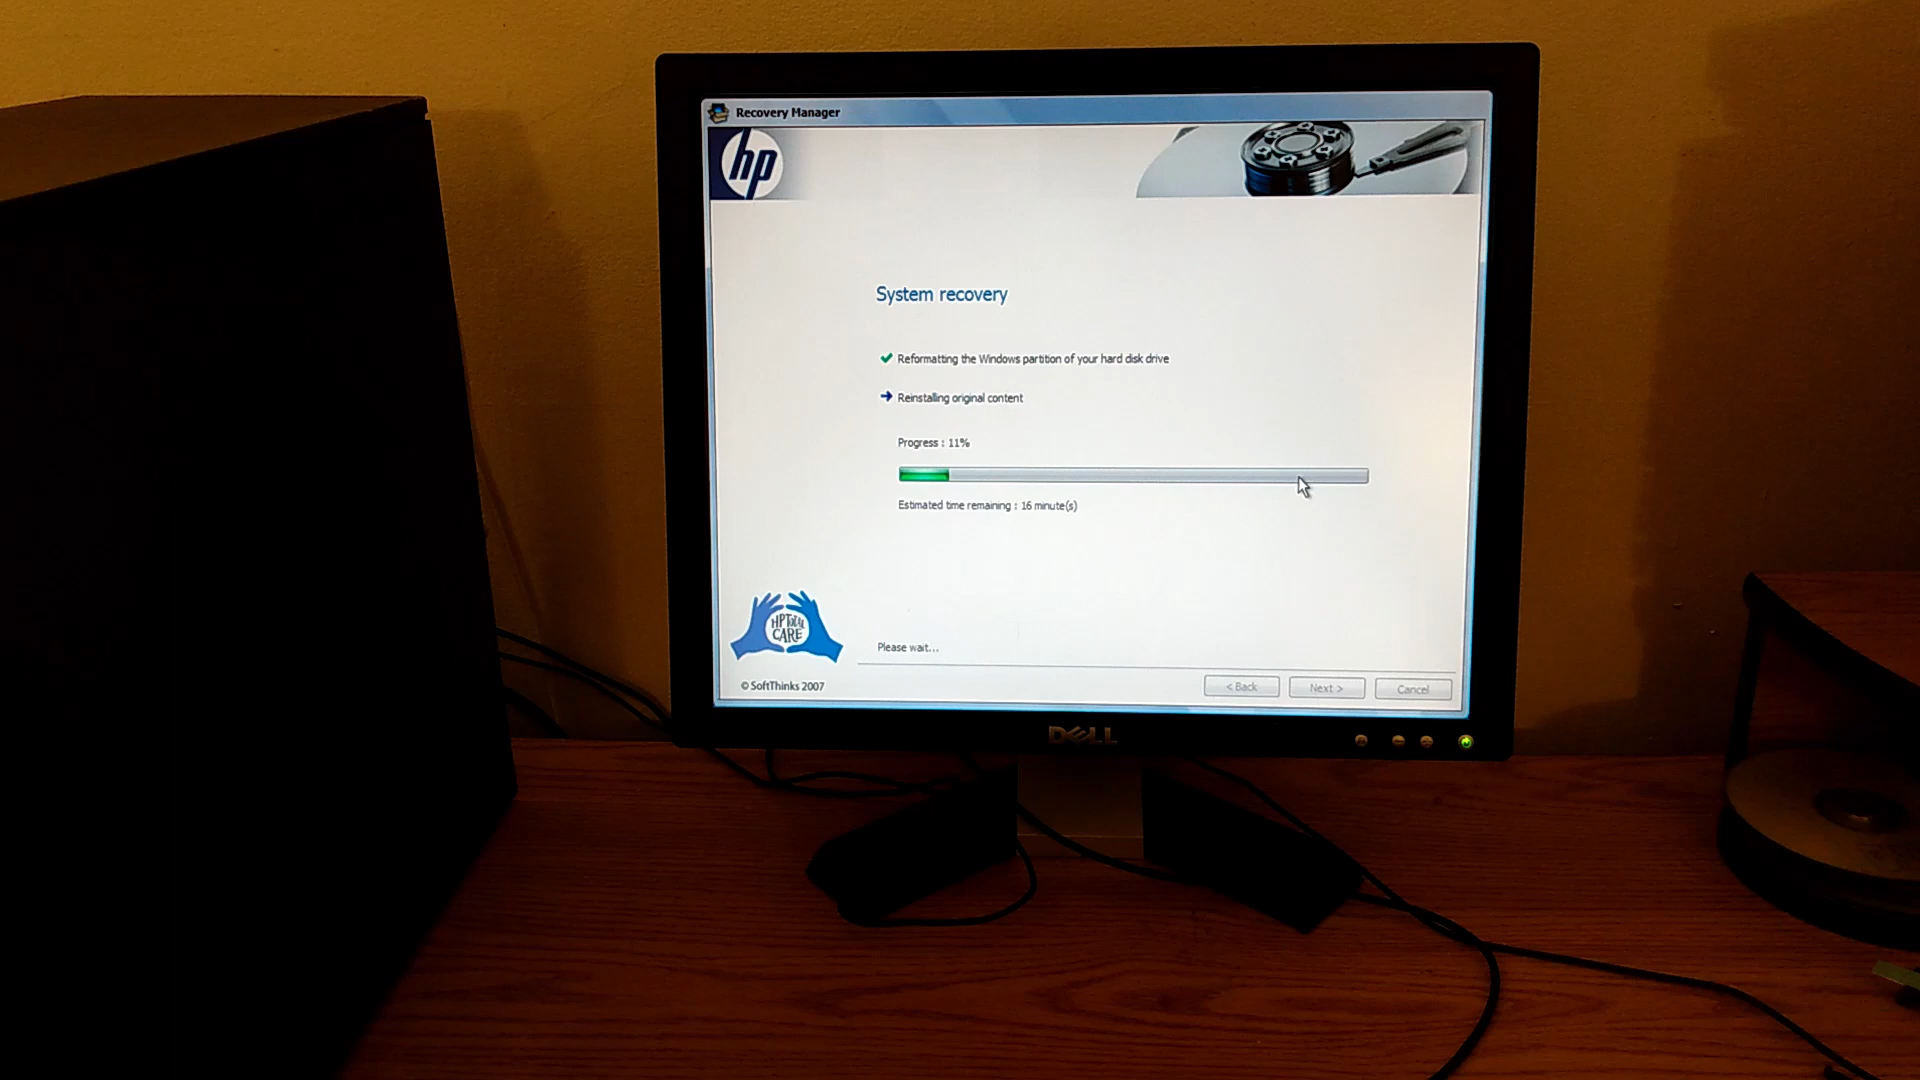 Recovery Manager
hp
System recovery
Reformatting the Windows partition of your hard disk drive
Reinstalling original content
Progress : 11%
Estimated time remaining : 16 minute(s)
HP Total
CARE
Please wait...
© SoftThinks 2007
< Back
Next >
Cancel
DELL